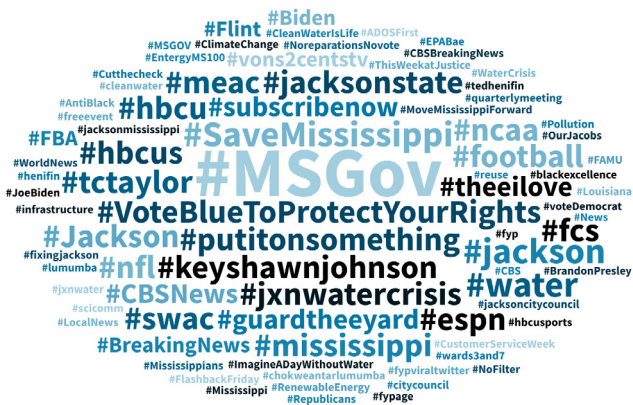 #Biden
#Flint #CleanWaterIsLife #ADOSFirst
#MSGOV #ClimateChange #NoreparationsNovote #EPABae
#EntergyMS100 #vons2centstv #CBSBreakingNews
#ThisWeekatJustice
#Cutthecheck #meac #jacksonstate #WaterCrisis
#cleanwater #tedhenifin
#AntiBlack #hbcu #subscribenow #quarterlymeeting
#freeevent #MoveMississippiForward
#FBA #jacksonmississippi #SaveMississippi #ncaa #Pollution
#OurJacobs
#WorldNews #hbcus #MSGov #football #FAMU
#henifin #tctaylor #reuse #blackexcellence
#JoeBiden #theeilove #Louisiana
#infrastructure #VoteBlueToProtectYourRights #voteDemocrat
#News
#Jackson #putitonsomething #fyp #fcs
#fixingjackson #jackson
#lumumba #nfl #keyshawnjohnson #CBS #BrandonPresley
#jxnwater #CBSNews #jxnwatercrisis #water
#scicomm #jacksoncitycouncil
#LocalNews #swac #guardtheeyard #espn #hbcusports
#BreakingNews #mississippi #CustomerServiceWeek
#wards3and7
#Mississippians #ImagineADayWithoutWater #fypviraltwitter #NoFilter
#FlashbackFriday #chokweantarlumumba
#Mississippi #RenewableEnergy #citycouncil
#Republicans #fypage